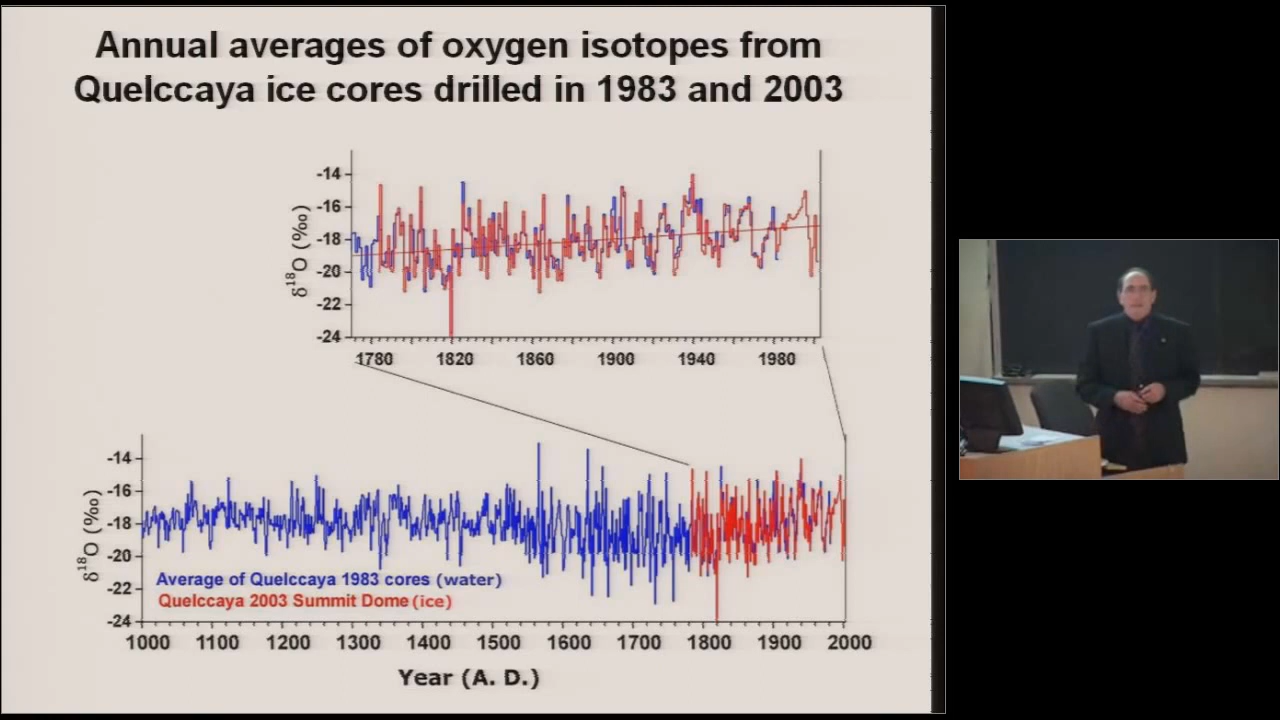 Annual averages of oxygen isotopes from
Quelccaya ice cores drilled in 1983 and 2003
-14
-16
-18
-20
-22
-24
δ¹⁸O (‰)
1780 1820 1860 1900 1940 1980
-14
-16
-18
-20
-22
-24
δ¹⁸O (‰)
Average of Quelccaya 1983 cores (water)
Quelccaya 2003 Summit Dome (ice)
1000 1100 1200 1300 1400 1500 1600 1700 1800 1900 2000
Year (A. D.)